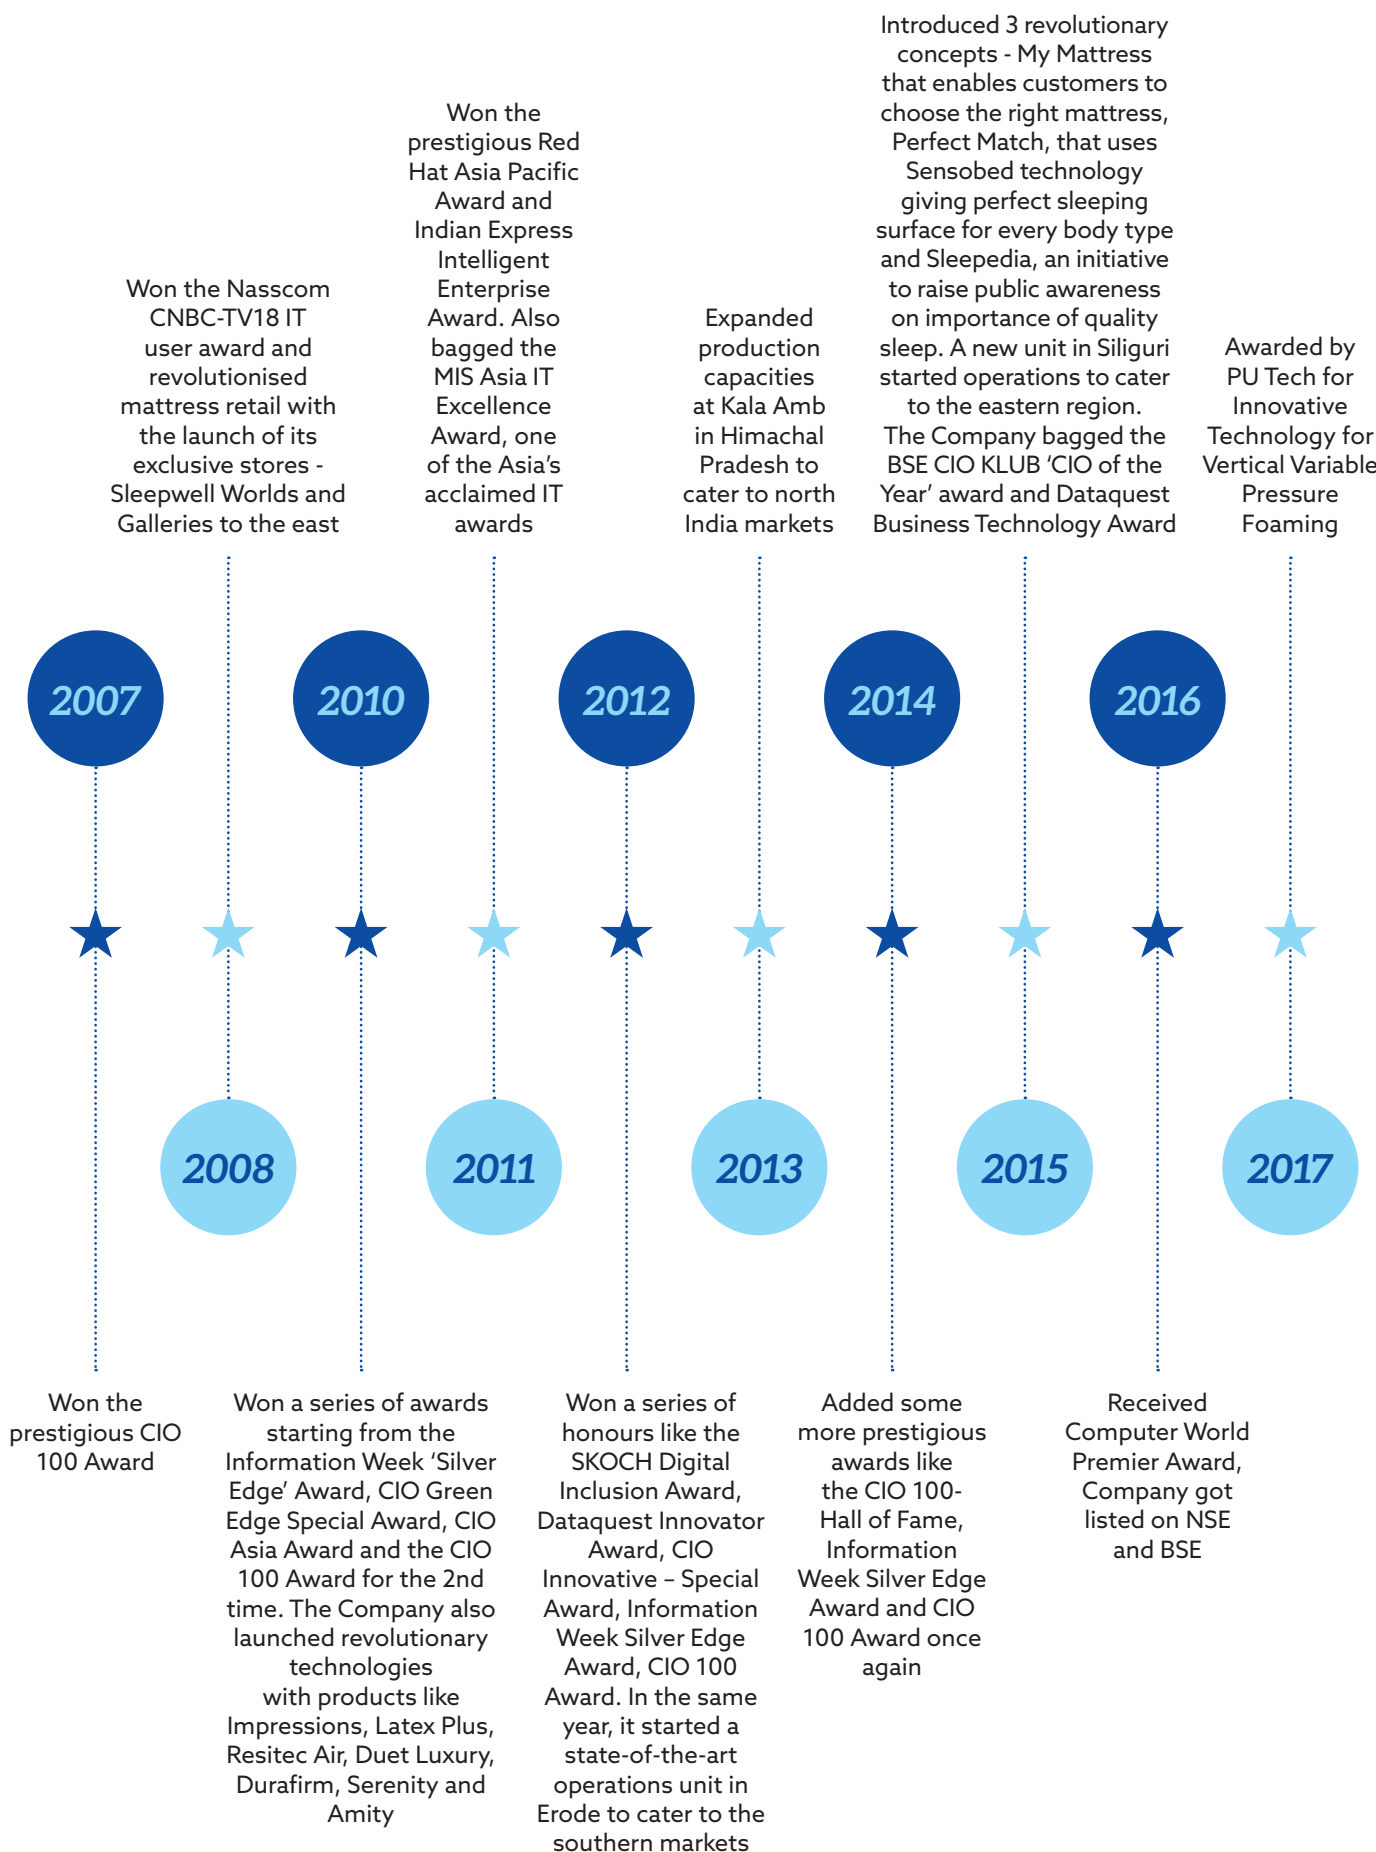 Won the Nasscom
CNBC-TV18 IT
user award and
revolutionised
mattress retail with
the launch of its
exclusive stores -
Sleepwell Worlds and
Galleries to the east
Won the
prestigious Red
Hat Asia Pacific
Award and
Indian Express
Intelligent
Enterprise
Award. Also
bagged the
MIS Asia IT
Excellence
Award, one
of the Asia's
acclaimed IT
awards
Expanded
production
capacities
at Kala Amb
in Himachal
Pradesh to
cater to north
India markets
Introduced 3 revolutionary
concepts - My Mattress
that enables customers to
choose the right mattress,
Perfect Match, that uses
Sensobed technology
giving perfect sleeping
surface for every body type
and Sleepedia, an initiative
to raise public awareness
on importance of quality
sleep. A new unit in Siliguri
started operations to cater
to the eastern region.
The Company bagged the
BSE CIO KLUB ‘CIO of the
Year’ award and Dataquest
Business Technology Award
Awarded by
PU Tech for
Innovative
Technology for
Vertical Variable
Pressure
Foaming
2007
2010
2012
2014
2016
2008
2011
2013
2015
2017
Won the
prestigious CIO
100 Award
Won a series of awards
starting from the
Information Week ‘Silver
Edge’ Award, CIO Green
Edge Special Award, CIO
Asia Award and the CIO
100 Award for the 2nd
time. The Company also
launched revolutionary
technologies
with products like
Impressions, Latex Plus,
Resitec Air, Duet Luxury,
Durafirm, Serenity and
Amity
Won a series of
honours like the
SKOCH Digital
Inclusion Award,
Dataquest Innovator
Award, CIO
Innovative – Special
Award, Information
Week Silver Edge
Award, CIO 100
Award. In the same
year, it started a
state-of-the-art
operations unit in
Erode to cater to the
southern markets
Added some
more prestigious
awards like
the CIO 100-
Hall of Fame,
Information
Week Silver Edge
Award and CIO
100 Award once
again
Received
Computer World
Premier Award,
Company got
listed on NSE
and BSE